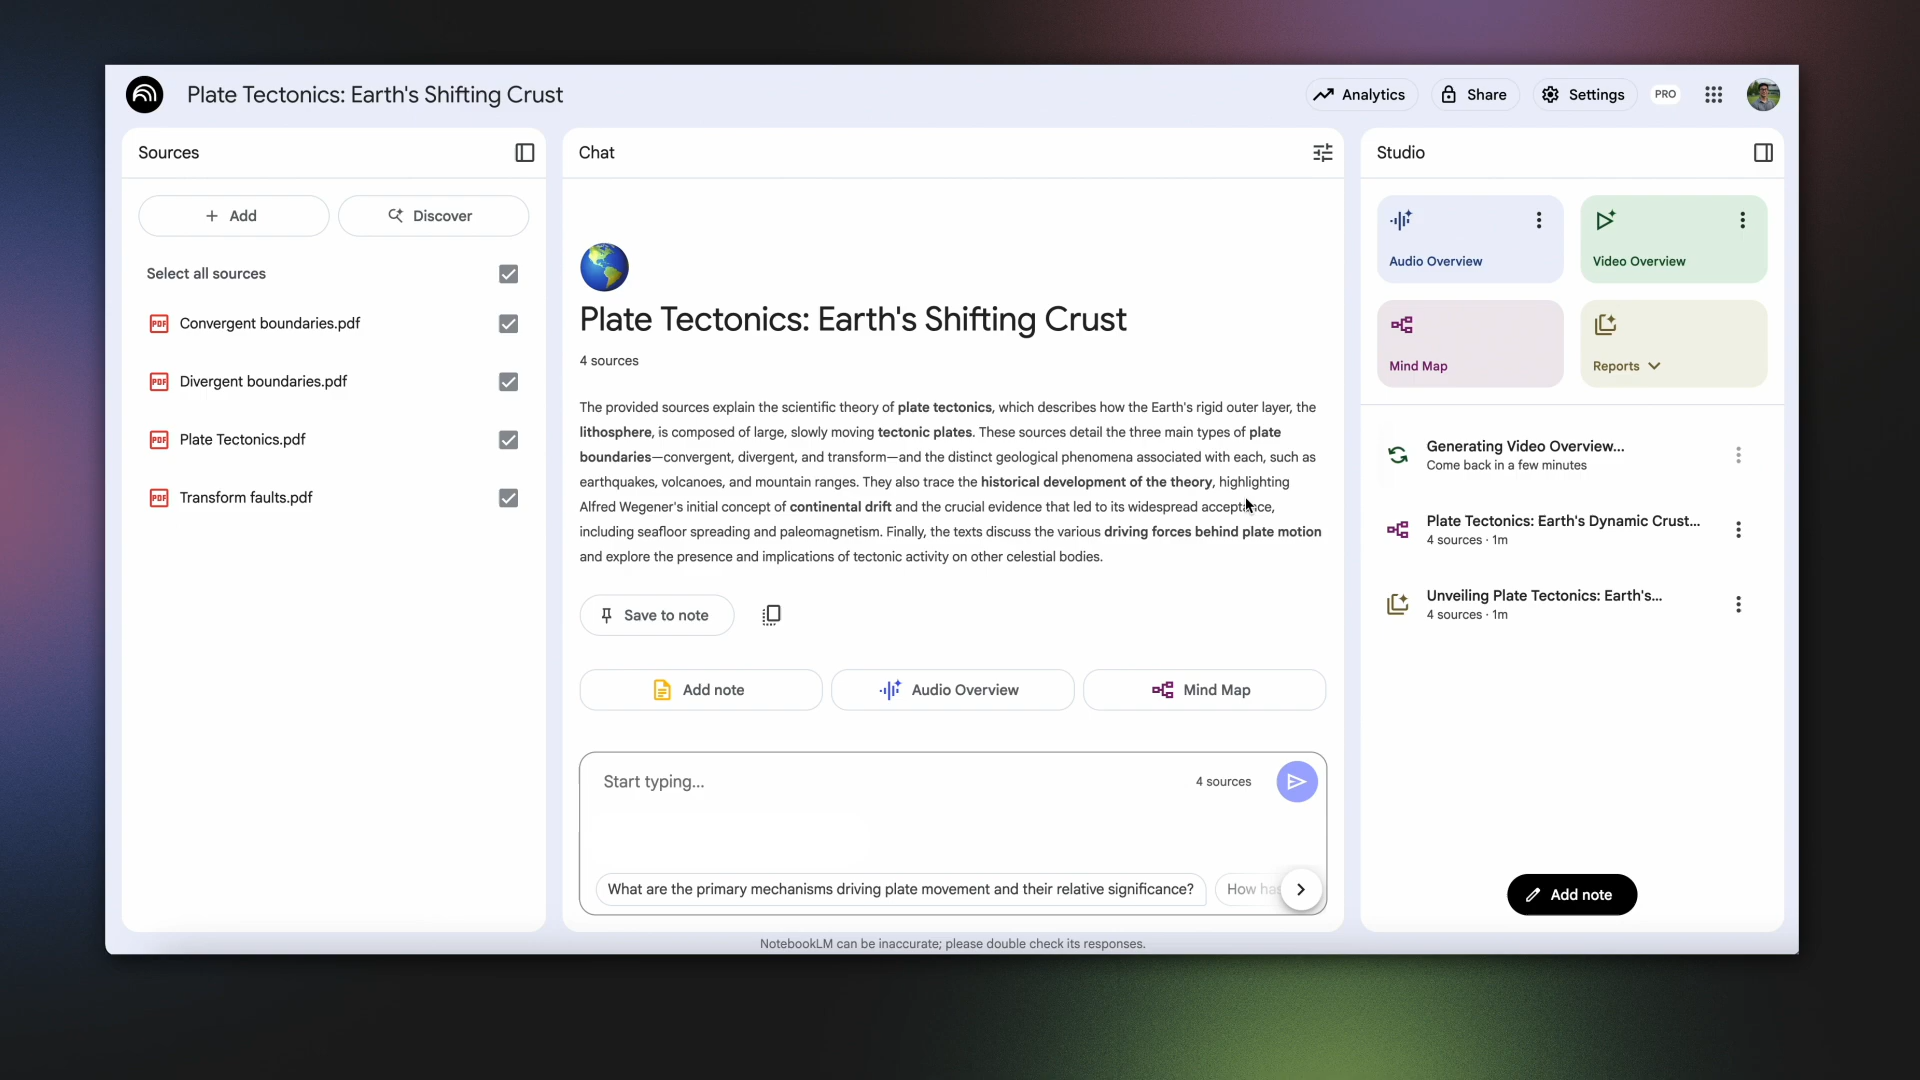 Plate Tectonics: Earth's Shifting Crust
Analytics
Share
Settings
PRO
Sources
Add
Discover
Select all sources
PDF Convergent boundaries.pdf
PDF Divergent boundaries.pdf
PDF Plate Tectonics.pdf
PDF Transform faults.pdf
Chat
Plate Tectonics: Earth's Shifting Crust
4 sources
The provided sources explain the scientific theory of plate tectonics, which describes how the Earth's rigid outer layer, the
lithosphere, is composed of large, slowly moving tectonic plates. These sources detail the three main types of plate
boundaries—convergent, divergent, and transform—and the distinct geological phenomena associated with each, such as
earthquakes, volcanoes, and mountain ranges. They also trace the historical development of the theory, highlighting
Alfred Wegener's initial concept of continental drift and the crucial evidence that led to its widespread acceptance,
including seafloor spreading and paleomagnetism. Finally, the texts discuss the various driving forces behind plate motion
and explore the presence and implications of tectonic activity on other celestial bodies.
Save to note
Add note
Audio Overview
Mind Map
Start typing...
4 sources
What are the primary mechanisms driving plate movement and their relative significance?
How has
NotebookLM can be inaccurate; please double check its responses.
Studio
Audio Overview
Video Overview
Mind Map
Reports
Generating Video Overview...
Come back in a few minutes
Plate Tectonics: Earth's Dynamic Crust...
4 sources · 1m
Unveiling Plate Tectonics: Earth's...
4 sources · 1m
Add note